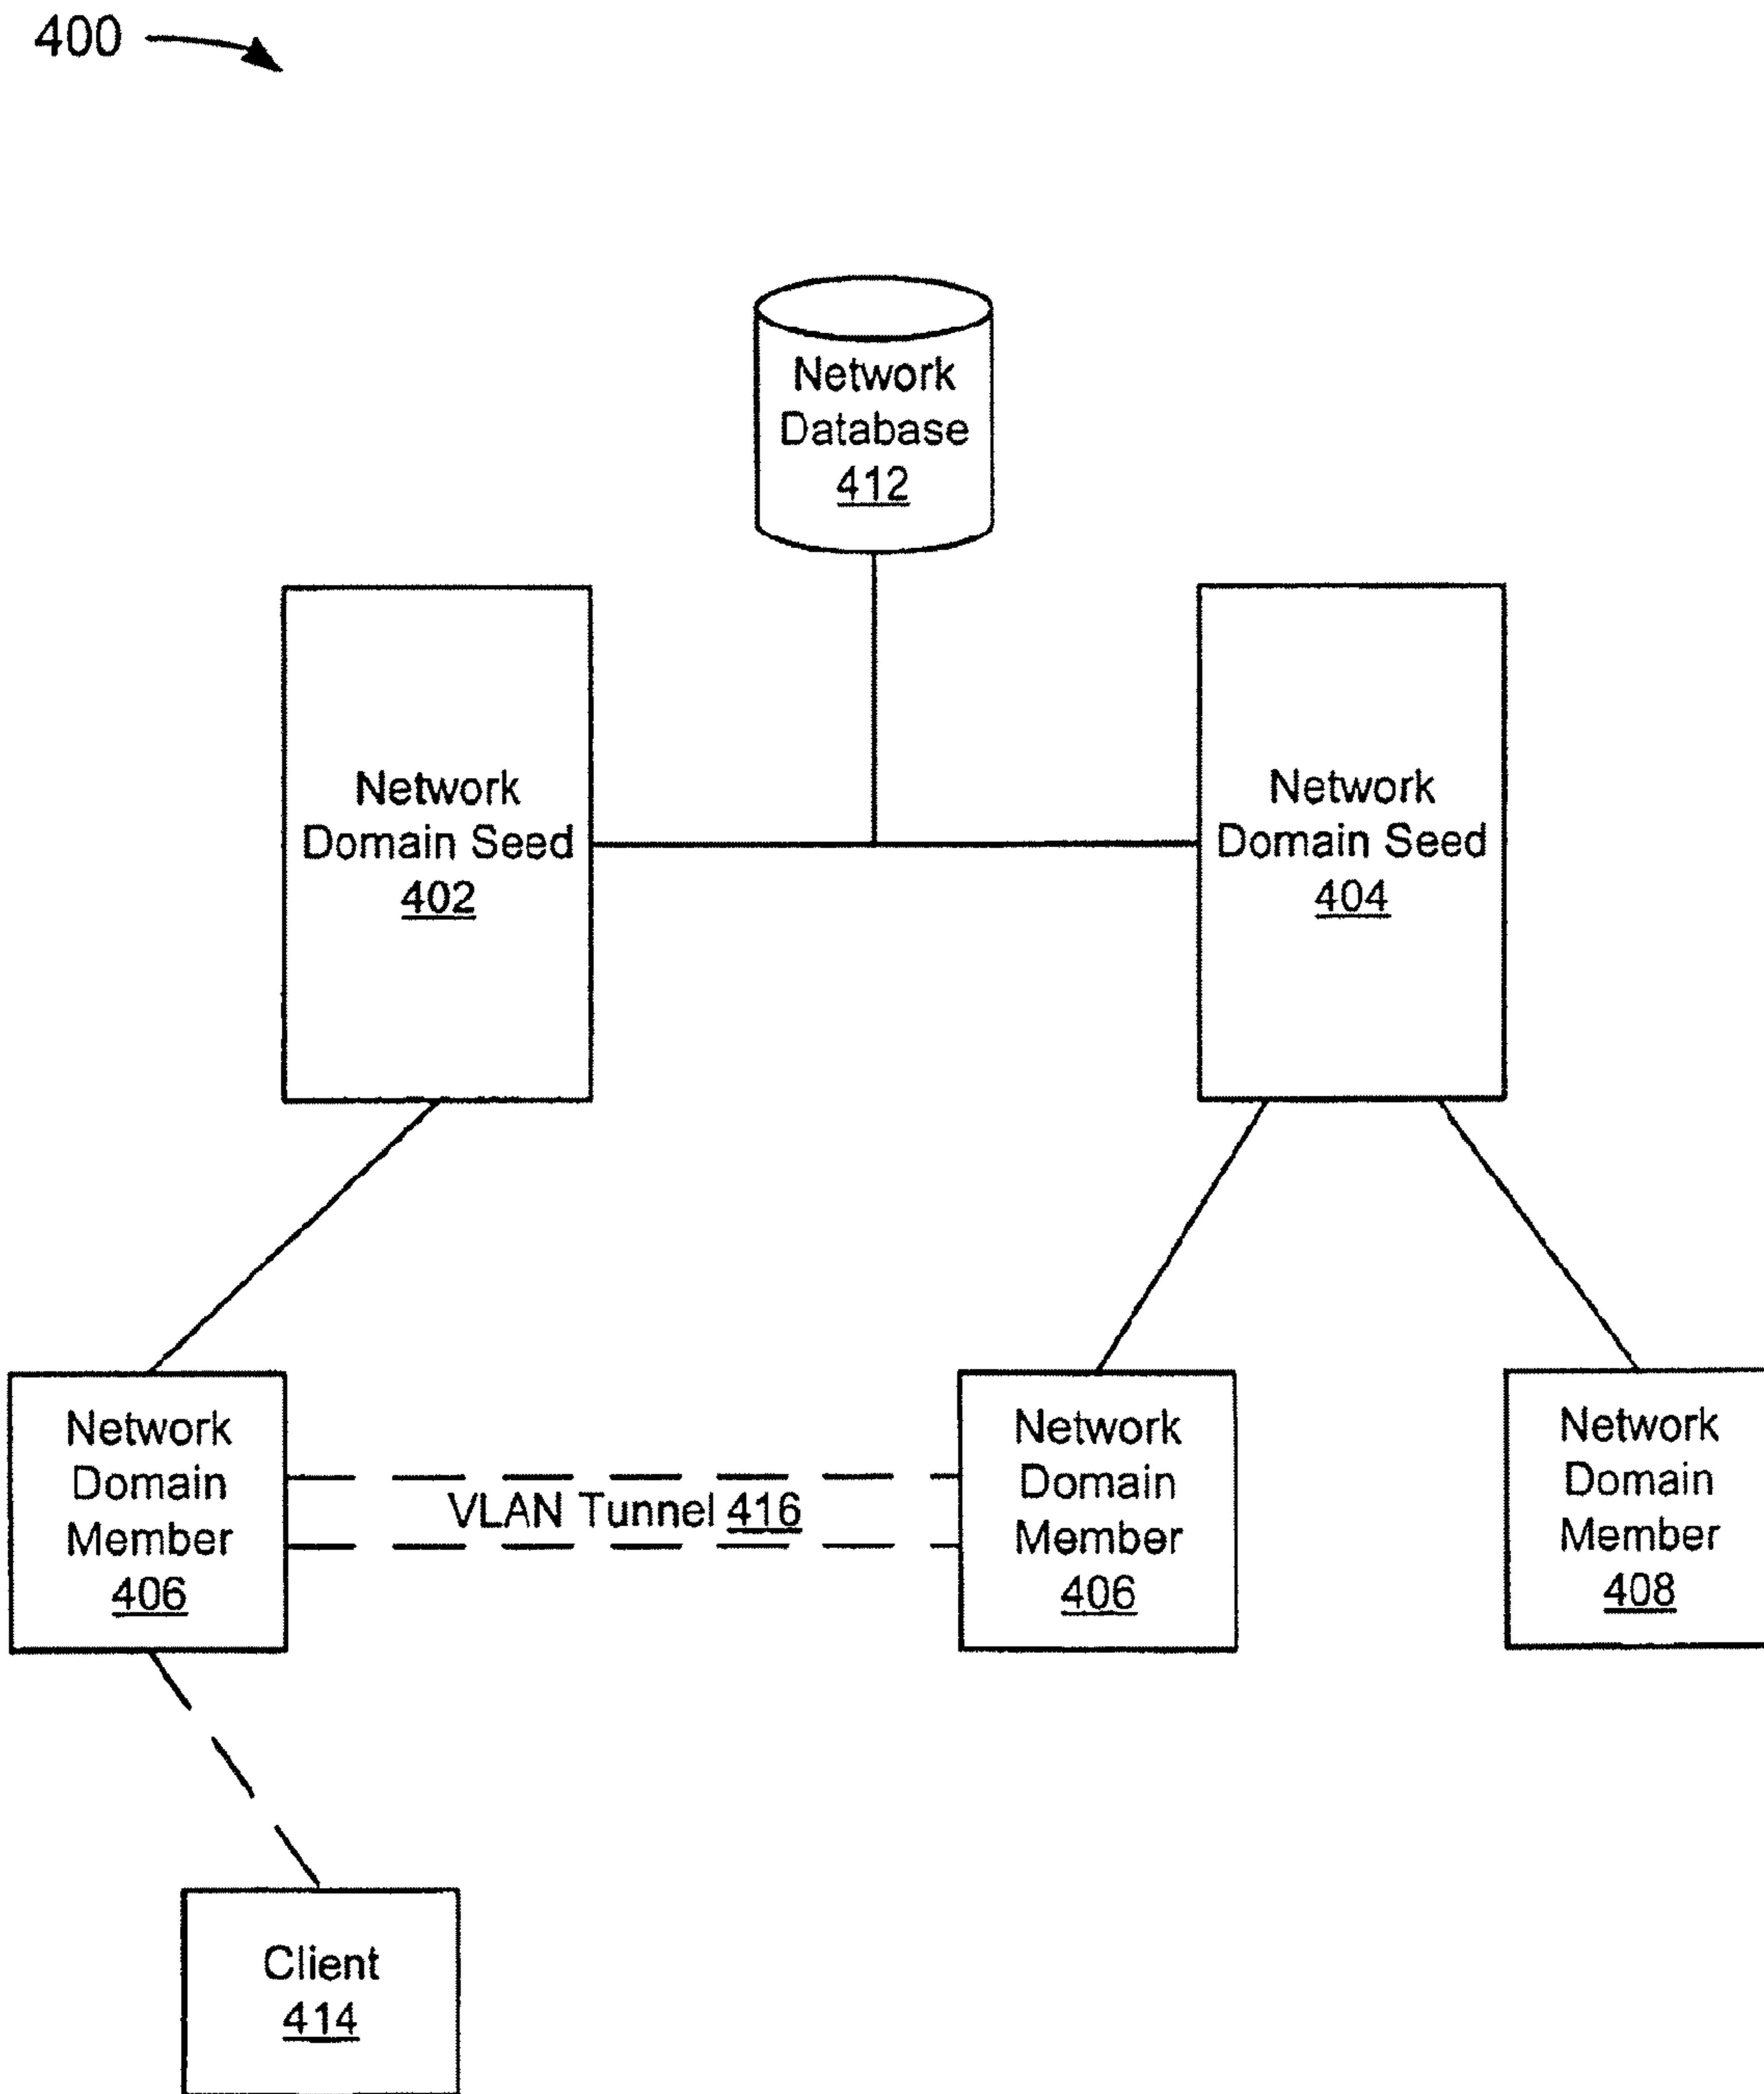 400
Network
Database
412
Network
Domain Seed
402
Network
Domain Seed
404
Network
Domain
Member
406
VLAN Tunnel 416
Network
Domain
Member
406
Network
Domain
Member
408
Client
414